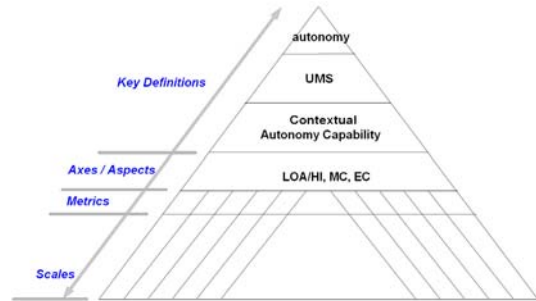 autonomy
Key Definitions
UMS
Contextual
Autonomy Capability
Axes / Aspects
LOA/HI, MC, EC
Metrics
Scales